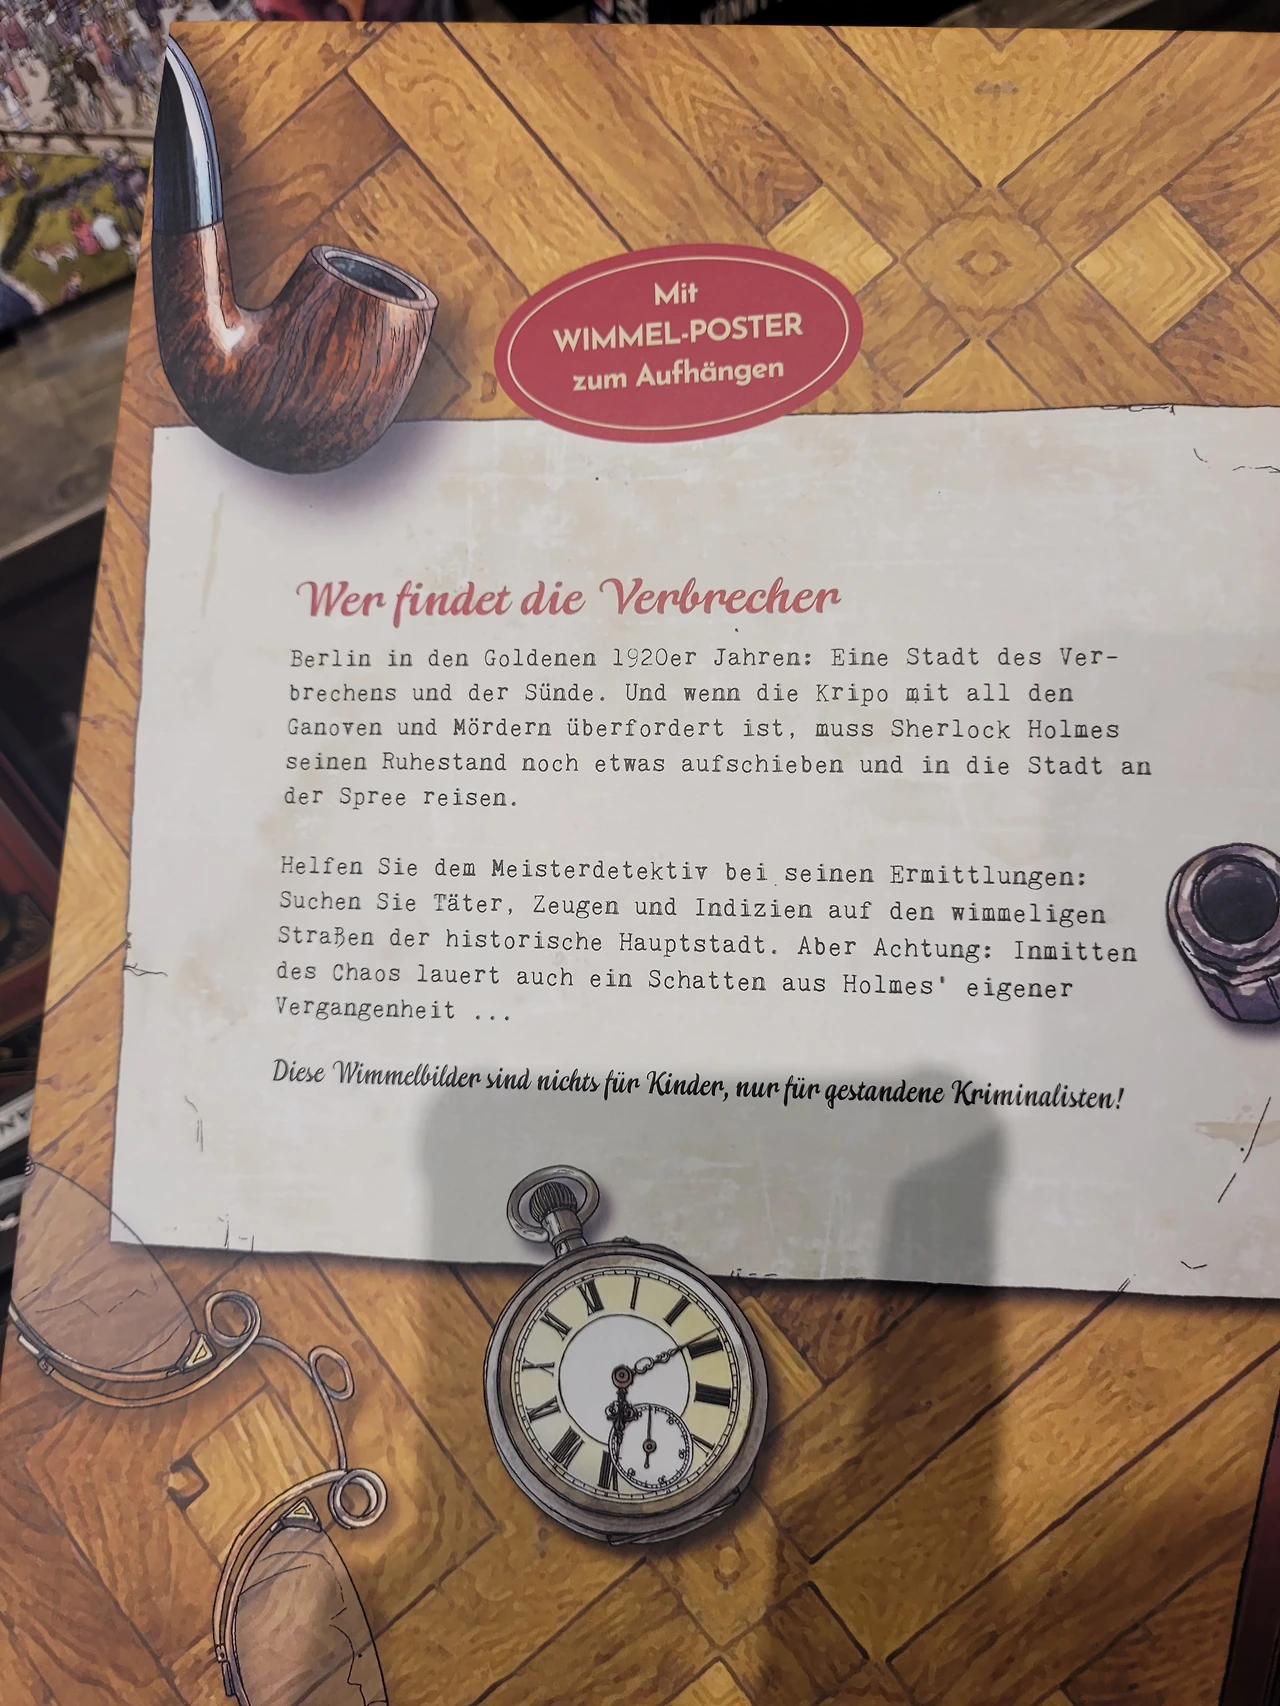 Mit
WIMMEL-POSTER
zum Aufhängen
Wer findet die Verbrecher
Berlin in den Goldenen 1920er Jahren: Eine Stadt des Ver-
brechens und der Sünde. Und wenn die Kripo mit all den
Ganoven und Mördern überfordert ist, muss Sherlock Holmes
seinen Ruhestand noch etwas aufschieben und in die Stadt an
der Spree reisen.
Helfen Sie dem Meisterdetektiv bei seinen Ermittlungen:
Suchen Sie Täter, Zeugen und Indizien auf den wimmeligen
Straßen der historische Hauptstadt. Aber Achtung: Inmitten
des Chaos lauert auch ein Schatten aus Holmes' eigener
Vergangenheit ...
Diese Wimmelbilder sind nichts für Kinder, nur für gestandene Kriminalisten!